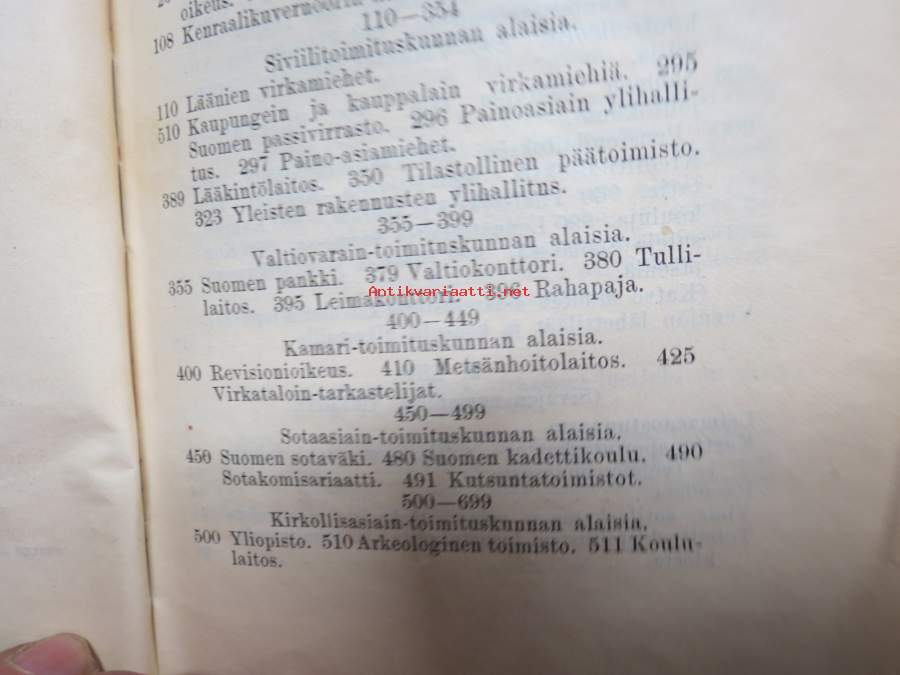 oikeus.
108 Kenraalikuvernöörin
110—354
Siviilitoimituskunnan alaisia.
110 Läänien virkamiehet.
510 Kaupungein ja kauppalain virkamiehiä. 295
Suomen passivirrasto. 296 Painoasiain ylihalli-
tus. 297 Paino-asiamiehet.
389 Lääkintölaitos. 350 Tilastollinen päätoimisto.
323 Yleisten rakennusten ylihallitus.
355—399
Valtiovarain-toimituskunnan alaisia.
355 Suomen pankki. 379 Valtiokonttori. 380 Tulli-
laitos. 395 Leimakonttori. 396 Rahapaja.
Antikvariaatti.net
400—449
Kamari-toimituskunnan alaisia.
400 Revisionioikeus. 410 Metsänhoitolaitos. 425
Virkataloin-tarkastelijat.
450—499
Sotaasiain-toimituskunnan alaisia.
450 Suomen sotaväki. 480 Suomen kadettikoulu. 490
Sotakomisariaatti. 491 Kutsuntatoimistot.
500—699
Kirkollisasiain-toimituskunnan alaisia.
500 Yliopisto. 510 Arkeologinen toimisto. 511 Koulu-
laitos.